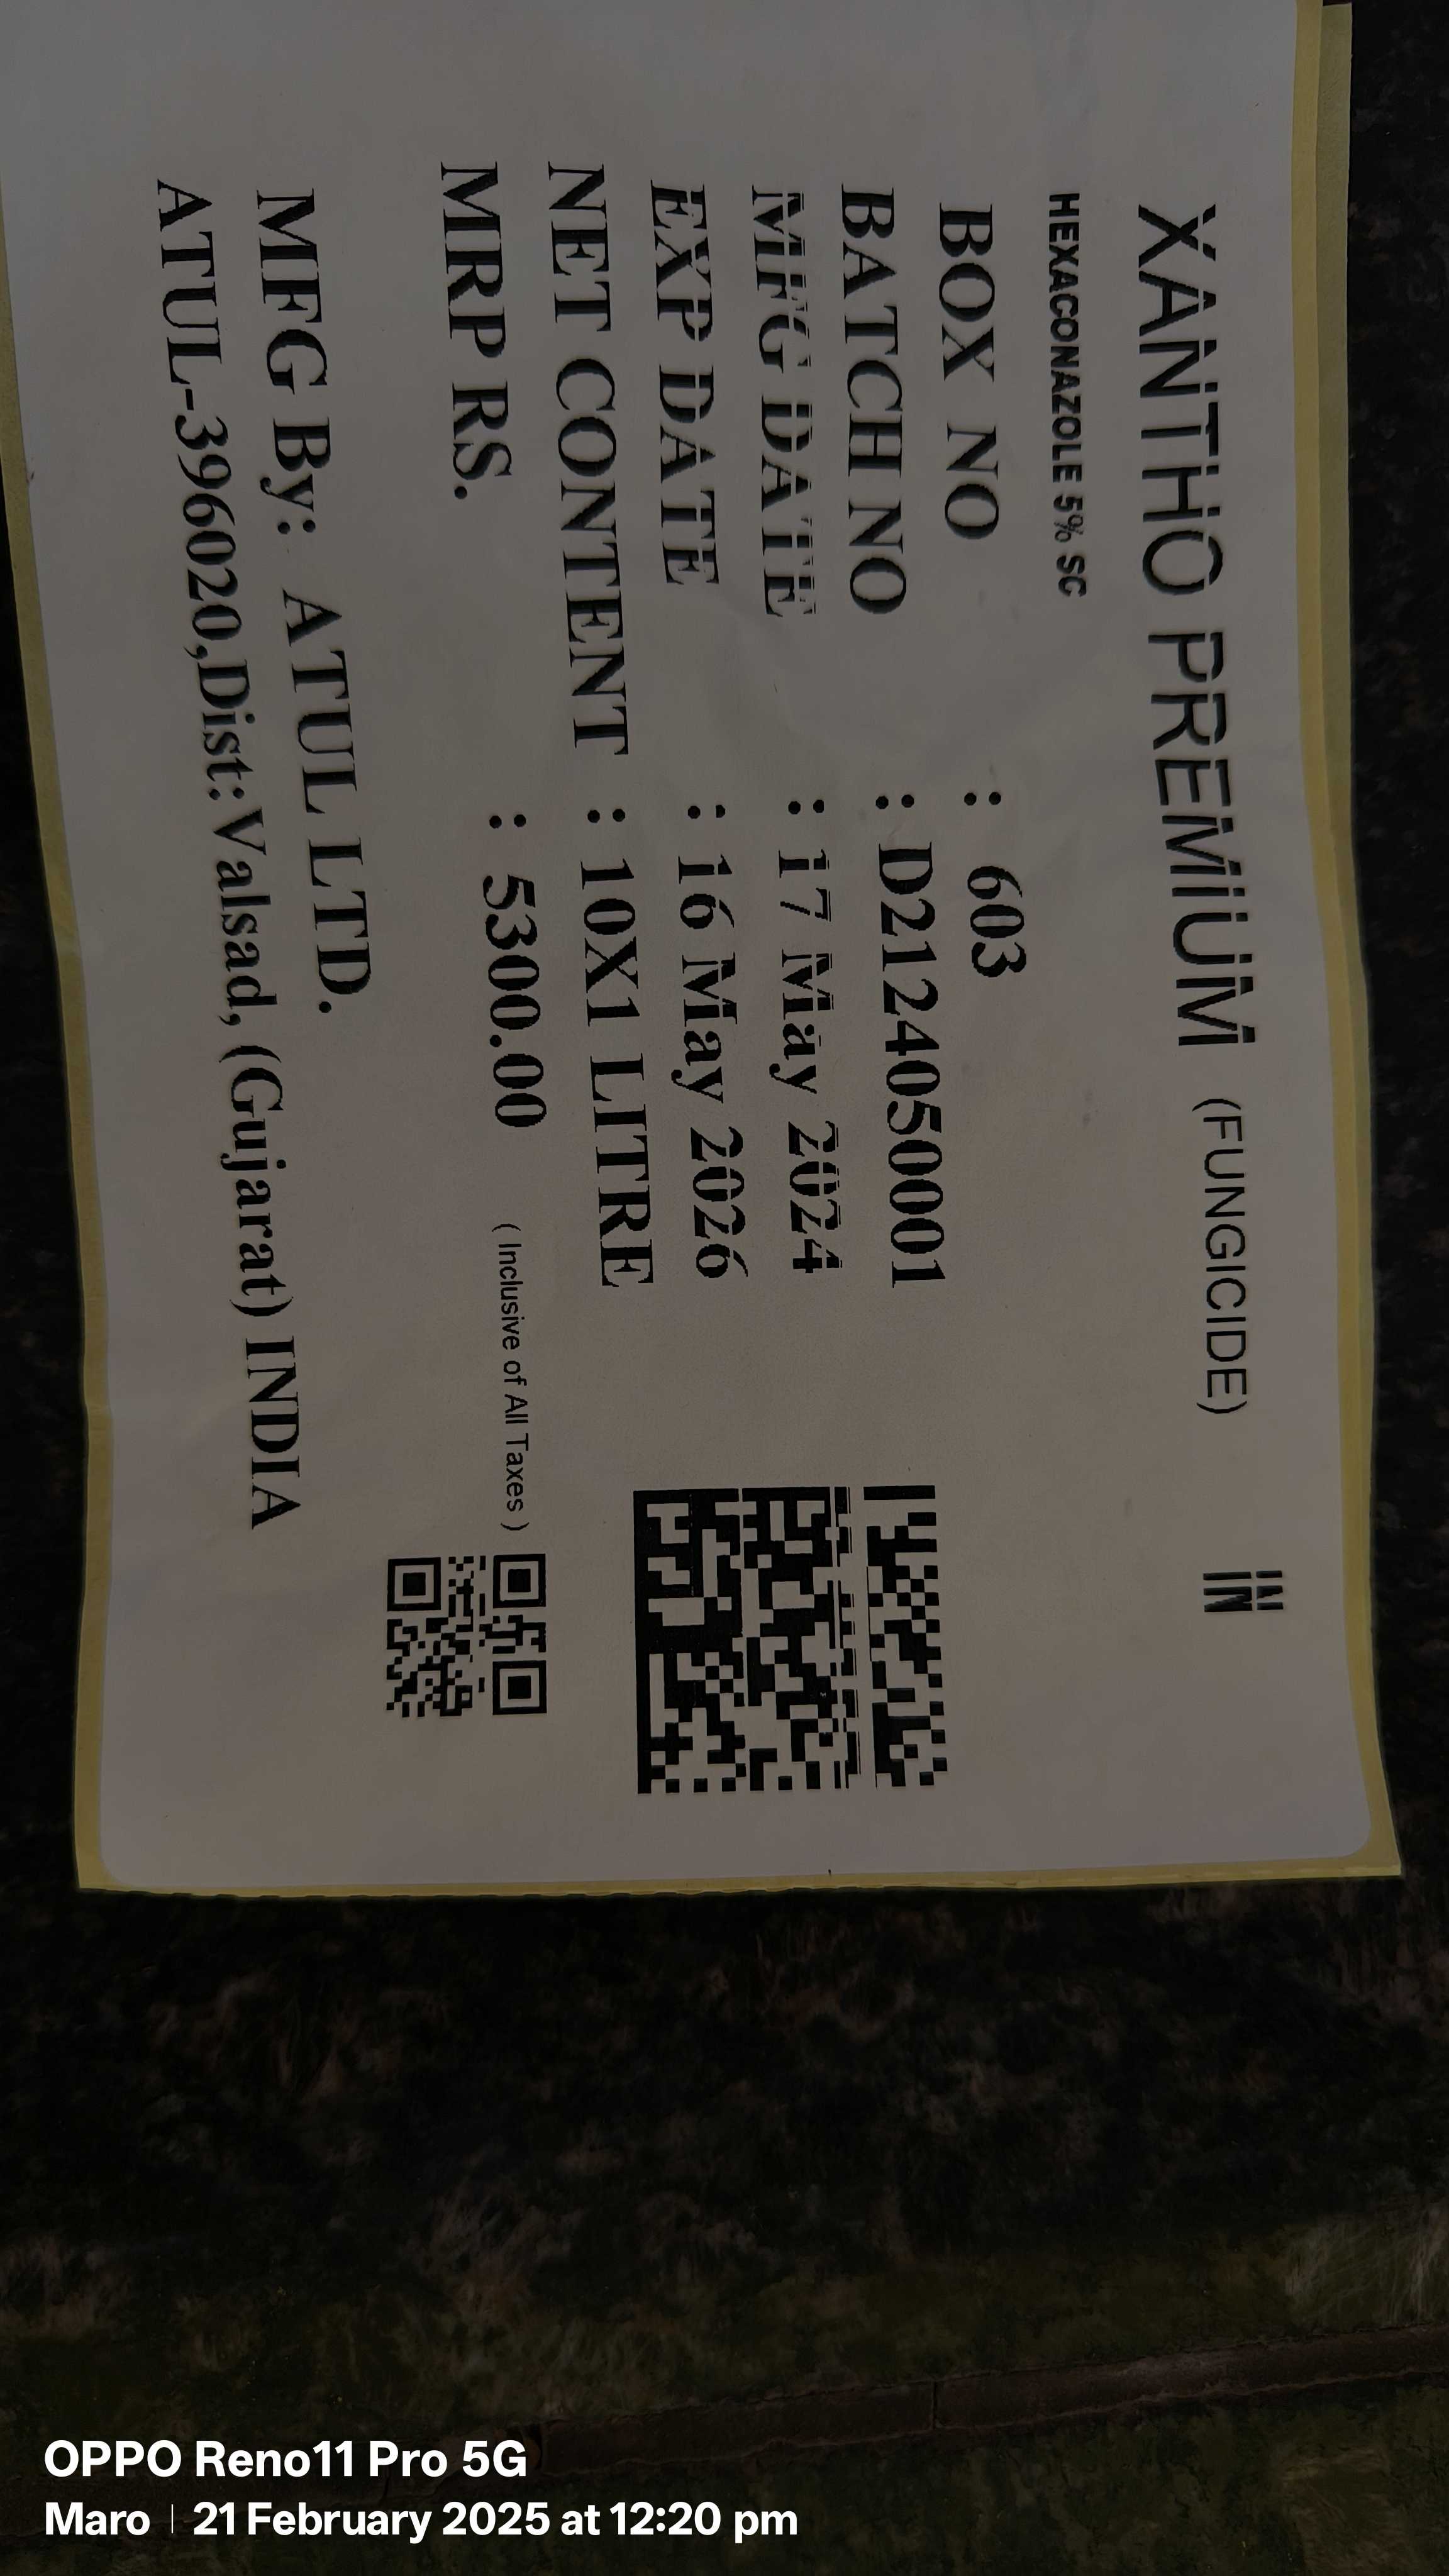 XANTHO PREMIUM (FUNGICIDE) IN
HEXACONAZOLE 5% SC
BOX NO : 603
BATCH NO : D2124050001
MFG DATE : 17 May 2024
EXP DATE : 16 May 2026
NET CONTENT : 10X1 LITRE
MRP RS. : 5300.00 ( Inclusive of All Taxes )
MFG By: ATUL LTD.
ATUL-396020,Dist:Valsad, (Gujarat) INDIA
OPPO Reno11 Pro 5G
Maro | 21 February 2025 at 12:20 pm